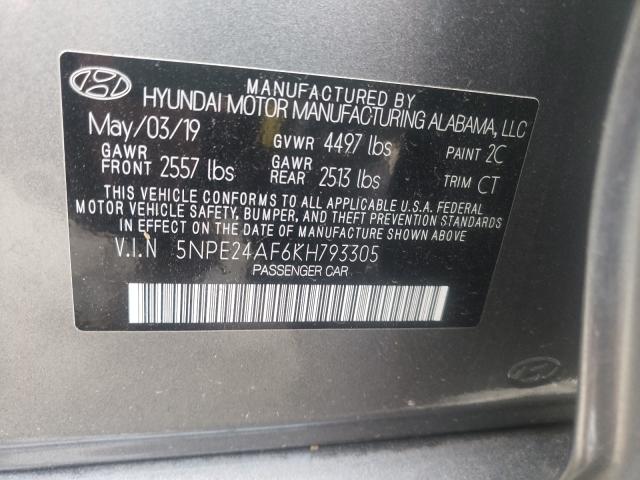 MANUFACTURED BY
HYUNDAI MOTOR MANUFACTURING ALABAMA, LLC
May/03/19 GVWR 4497 lbs PAINT 2C
GAWR FRONT 2557 lbs GAWR REAR 2513 lbs TRIM CT
THIS VEHICLE CONFORMS TO ALL APPLICABLE U.S.A. FEDERAL
MOTOR VEHICLE SAFETY, BUMPER, AND THEFT PREVENTION STANDARDS
IN EFFECT ON THE DATE OF MANUFACTURE SHOWN ABOVE.
V.I.N 5NPE24AF6KH793305
PASSENGER CAR